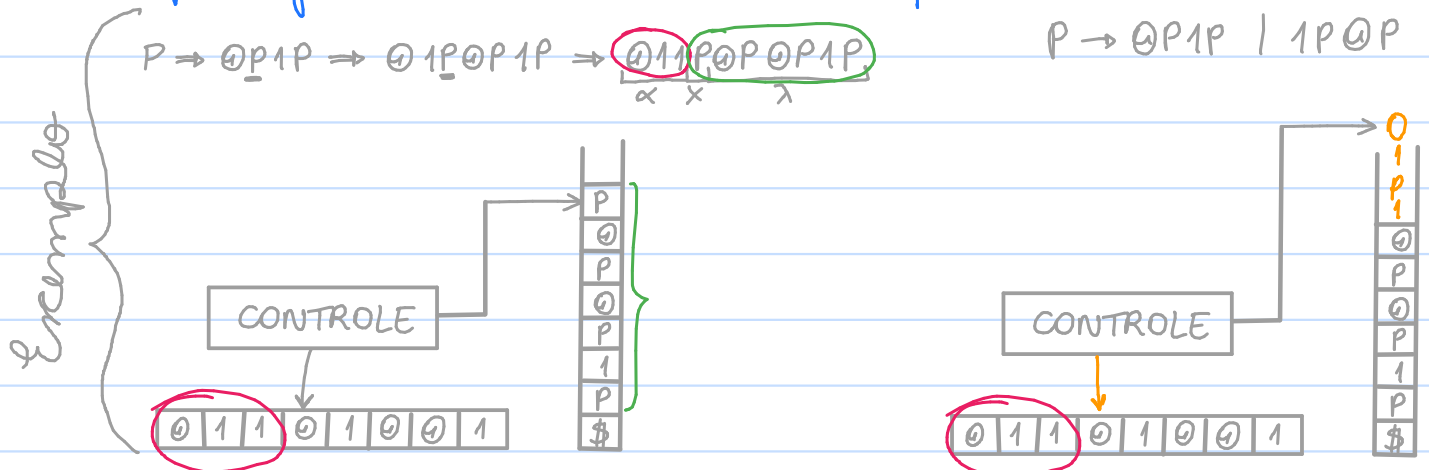 P ⇒ 0P1P ⇒ 01P0P1P ⇒ 011P0P0P1P
P → 0P1P | 1P0P
α x λ
Exemplo
P
0
P
0
P
1
P
$
CONTROLE
0 1 1 0 1 0 0 1
0
1
P
1
0
P
0
P
1
P
$
CONTROLE
0 1 1 0 1 0 0 1